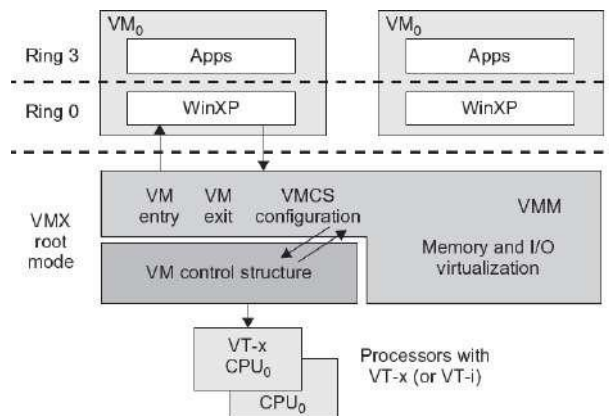 VM₀
VM₀
Ring 3
Apps
Apps
Ring 0
WinXP
WinXP
VMX
root
mode
VM
entry
VM
exit
VMCS
configuration
VMM
Memory and I/O
virtualization
VM control structure
VT-x
CPU₀
CPU₀
Processors with
VT-x (or VT-i)